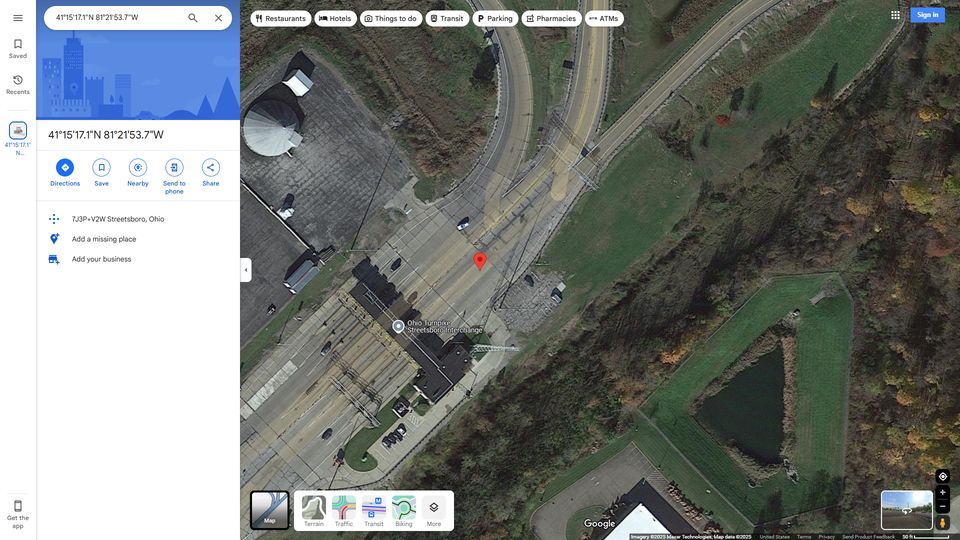 41°15'17.1"N 81°21'53.7"W
Restaurants
Hotels
Things to do
Transit
Parking
Pharmacies
ATMs
Sign in
Saved
Recents
41°15'17.1"
N...
41°15'17.1"N 81°21'53.7"W
Directions
Save
Nearby
Send to
phone
Share
7J3P+V2W Streetsboro, Ohio
Add a missing place
Add your business
Ohio Turnpike
Streetsboro Interchange
Get the
app
Map
Terrain
Traffic
Transit
Biking
More
Google
Imagery ©2025 Maxar Technologies, Map data ©2025 United States Terms Privacy Send Product Feedback 50 ft